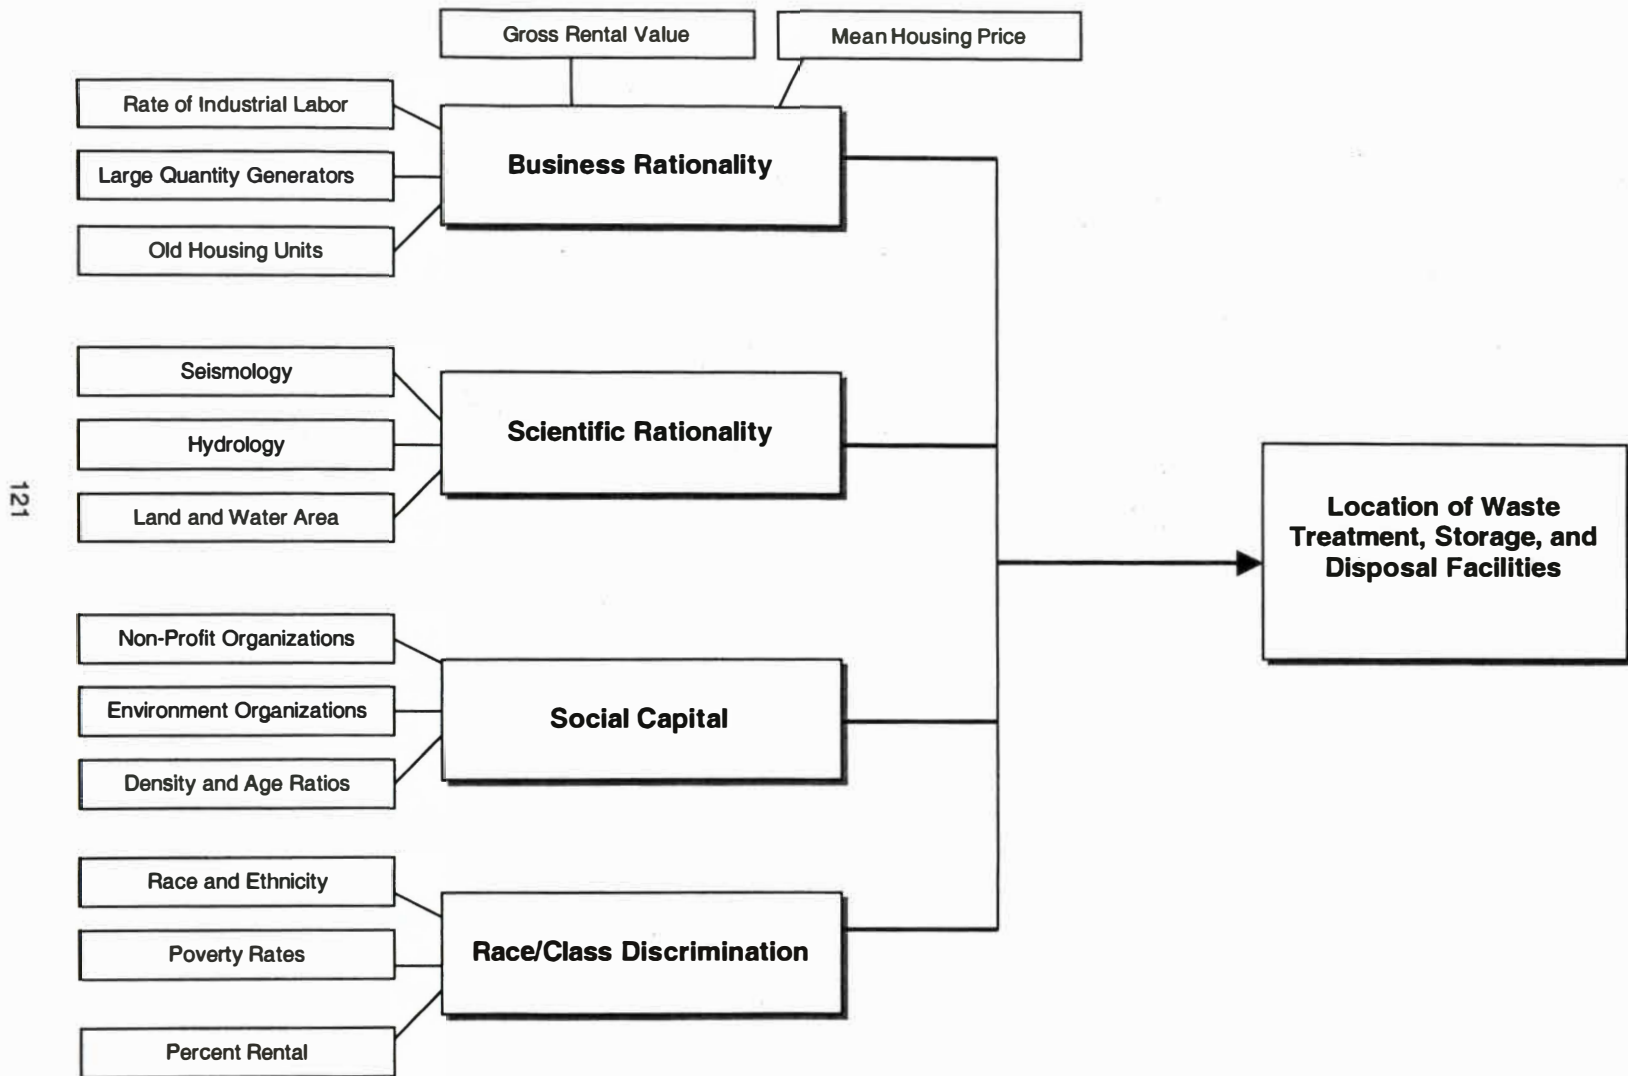 Gross Rental Value
Mean Housing Price
Rate of Industrial Labor
Large Quantity Generators
Old Housing Units
Business Rationality
Seismology
Hydrology
Land and Water Area
Scientific Rationality
Non-Profit Organizations
Environment Organizations
Density and Age Ratios
Social Capital
Race and Ethnicity
Poverty Rates
Percent Rental
Race/Class Discrimination
Location of Waste
Treatment, Storage, and
Disposal Facilities
121